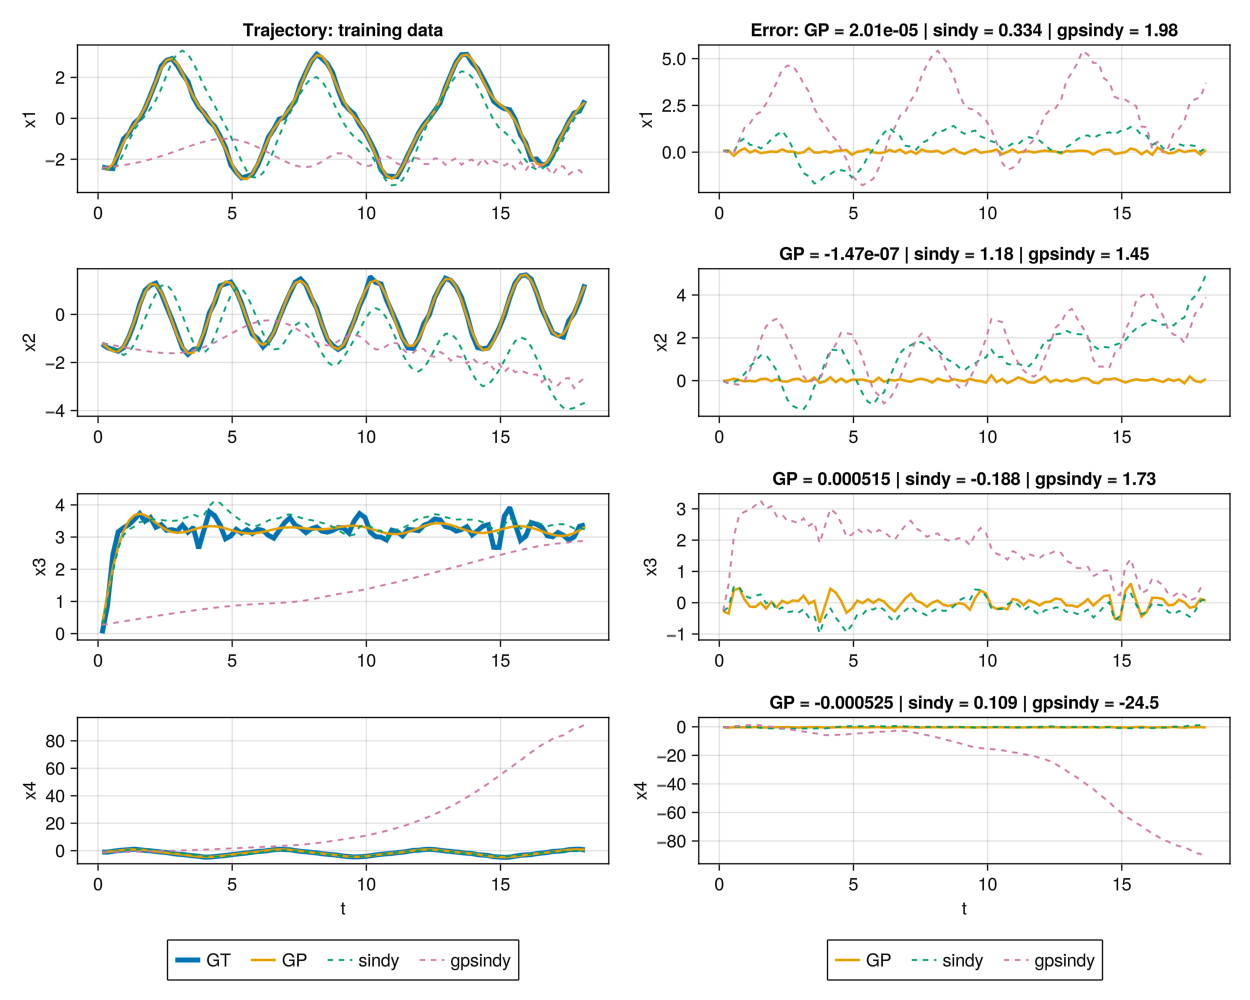 Trajectory: training data
x1
2
0
−2
0 5 10 15
Error: GP = 2.01e-05 | sindy = 0.334 | gpsindy = 1.98
x1
5.0
2.5
0.0
0 5 10 15
x2
0
−2
−4
0 5 10 15
GP = -1.47e-07 | sindy = 1.18 | gpsindy = 1.45
x2
4
2
0
0 5 10 15
x3
4
3
2
1
0
0 5 10 15
GP = 0.000515 | sindy = -0.188 | gpsindy = 1.73
x3
3
2
1
0
−1
0 5 10 15
x4
80
60
40
20
0
0 5 10 15
t
GP = -0.000525 | sindy = 0.109 | gpsindy = -24.5
x4
0
−20
−40
−60
−80
0 5 10 15
t
GT GP sindy gpsindy
GP sindy gpsindy